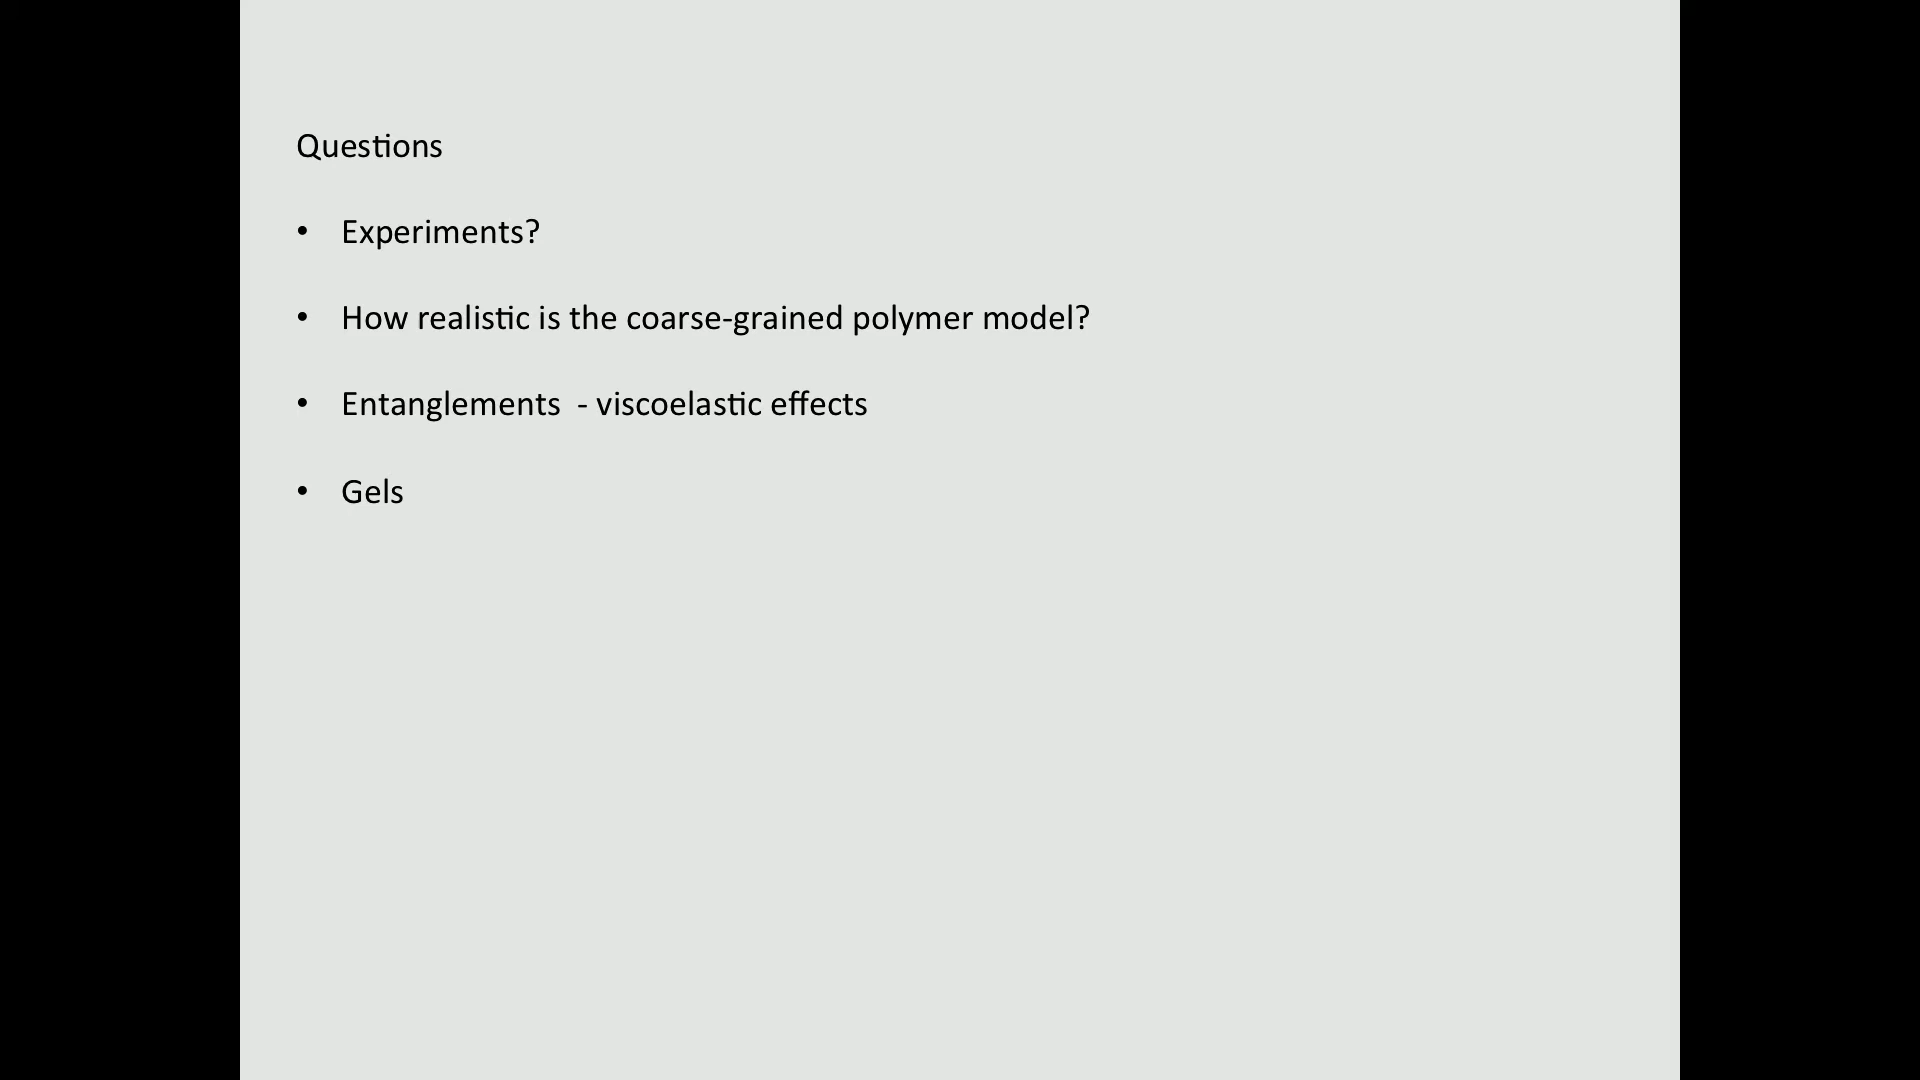 Questions
• Experiments?
• How realistic is the coarse-grained polymer model?
• Entanglements  - viscoelastic effects
• Gels